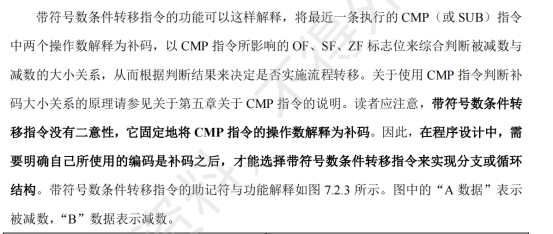 带符号数条件转移指令的功能可以这样解释，将最近一条执行的 CMP（或 SUB）指令
中两个操作数解释为补码，以 CMP 指令所影响的 OF、SF、ZF 标志位来综合判断被减数与
减数的大小关系，从而根据判断结果来决定是否实施流程转移。关于使用 CMP 指令判断补
码大小关系的原理请参见关于第五章关于 CMP 指令的说明。读者应注意，带符号数条件转
移指令没有二意性，它固定地将 CMP 指令的操作数解释为补码。因此，在程序设计中，需
要明确自己所使用的编码是补码之后，才能选择带符号数条件转移指令来实现分支或循环
结构。带符号数条件转移指令的助记符与功能解释如图 7.2.3 所示。图中的“A 数据”表示
被减数，“B”数据表示减数。